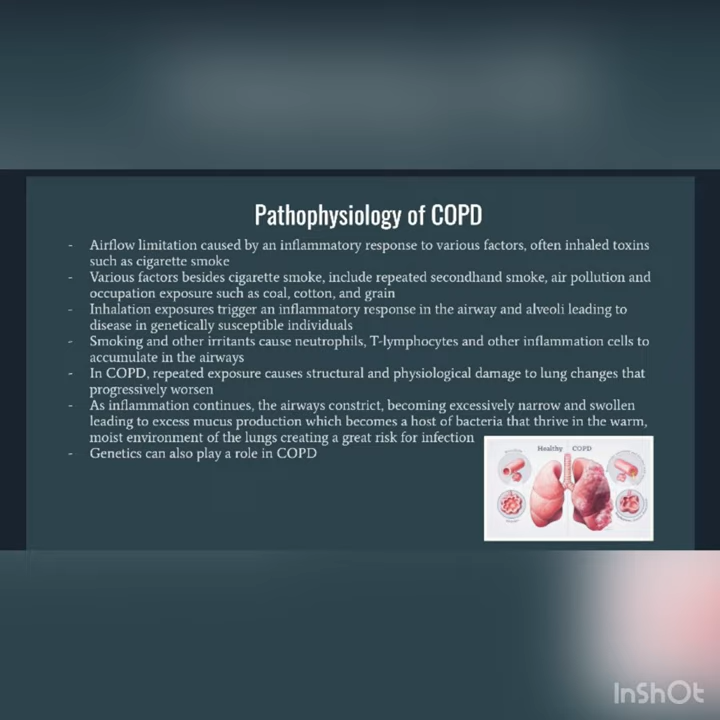 Pathophysiology of COPD
- Airflow limitation caused by an inflammatory response to various factors, often inhaled toxins
such as cigarette smoke
- Various factors besides cigarette smoke, include repeated secondhand smoke, air pollution and
occupation exposure such as coal, cotton, and grain
- Inhalation exposures trigger an inflammatory response in the airway and alveoli leading to
disease in genetically susceptible individuals
- Smoking and other irritants cause neutrophils, T-lymphocytes and other inflammation cells to
accumulate in the airways
- In COPD, repeated exposure causes structural and physiological damage to lung changes that
progressively worsen
- As inflammation continues, the airways constrict, becoming excessively narrow and swollen
leading to excess mucus production which becomes a host of bacteria that thrive in the warm,
moist environment of the lungs creating a great risk for infection
- Genetics can also play a role in COPD
Healthy COPD
InShOt